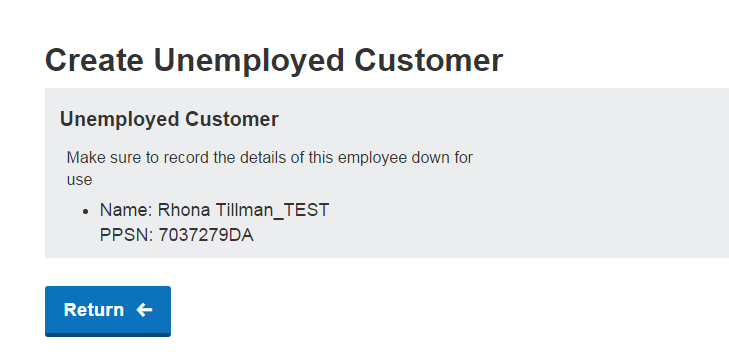 Create Unemployed Customer
Unemployed Customer
Make sure to record the details of this employee down for
use
Name: Rhona Tillman_TEST
PPSN: 7037279DA
Return